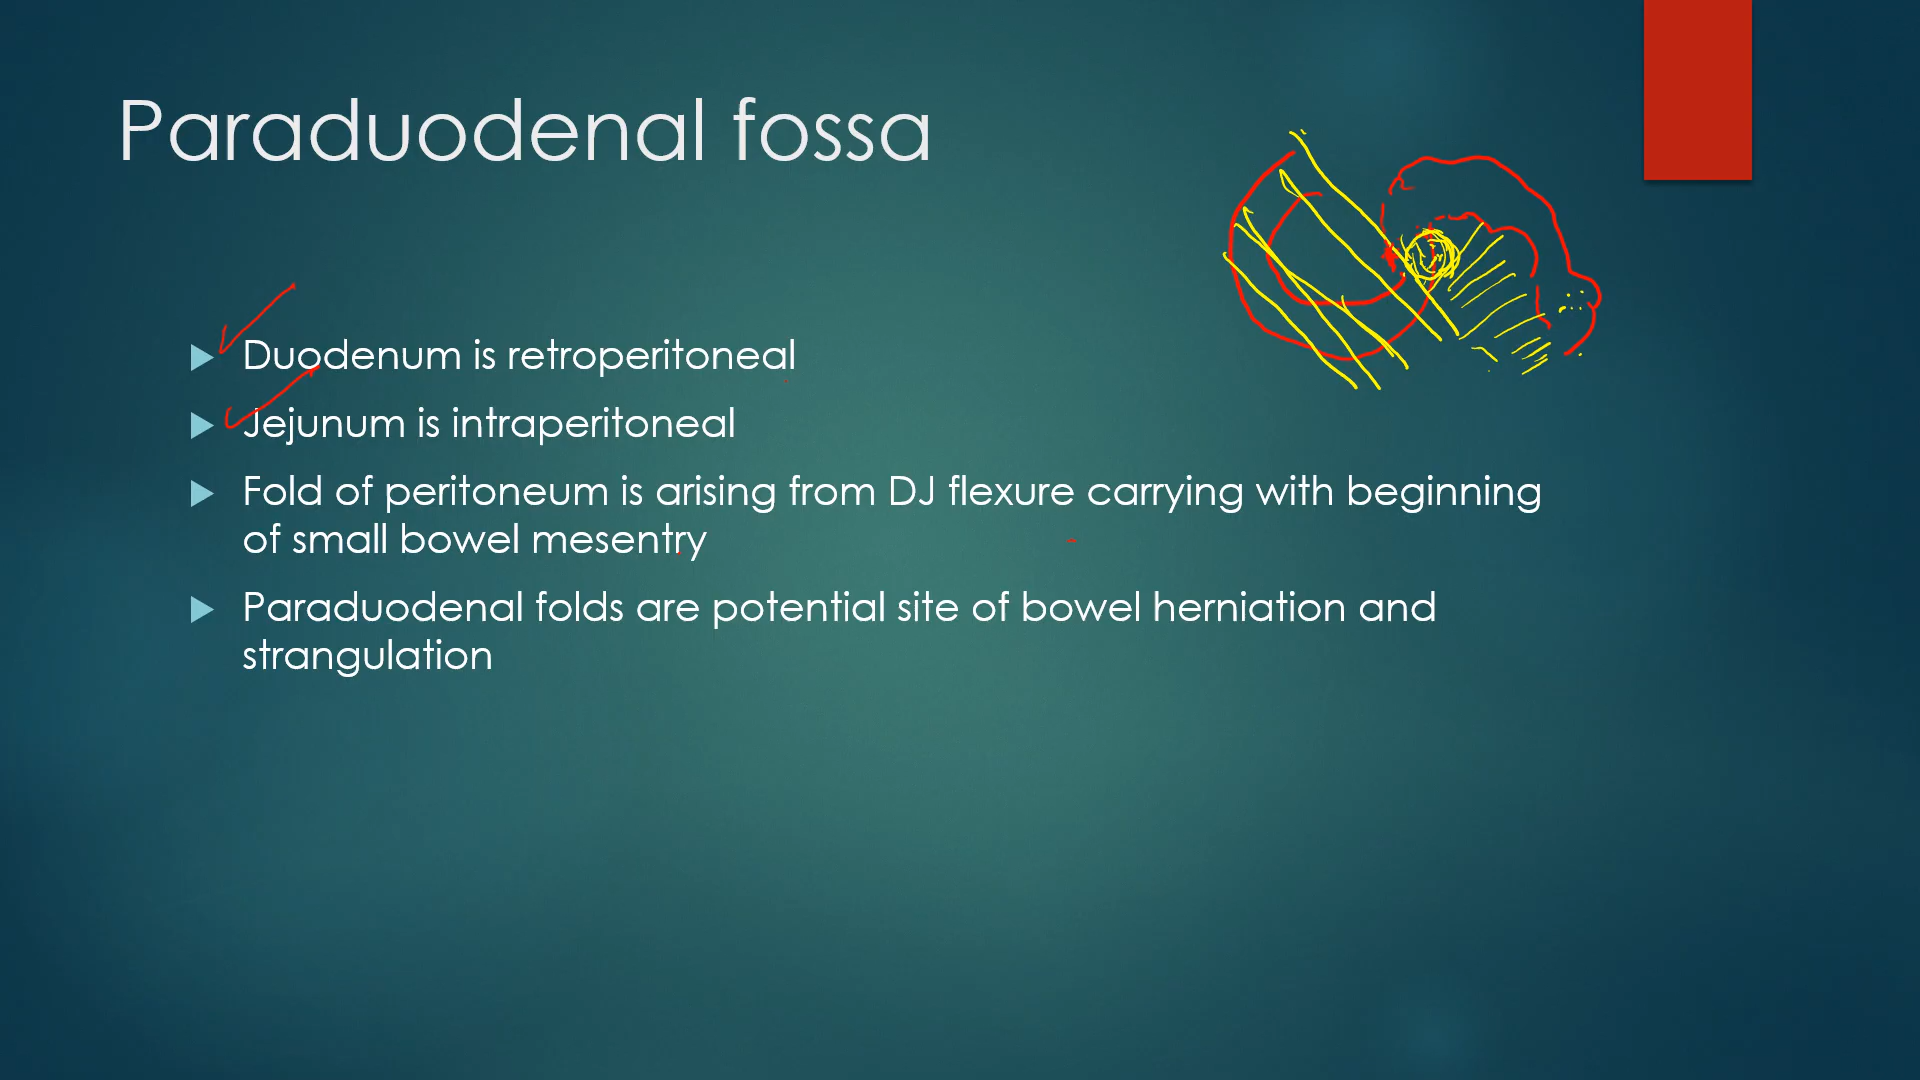 Paraduodenal fossa
Duodenum is retroperitoneal
Jejunum is intraperitoneal
Fold of peritoneum is arising from DJ flexure carrying with beginning
of small bowel mesentry
Paraduodenal folds are potential site of bowel herniation and
strangulation